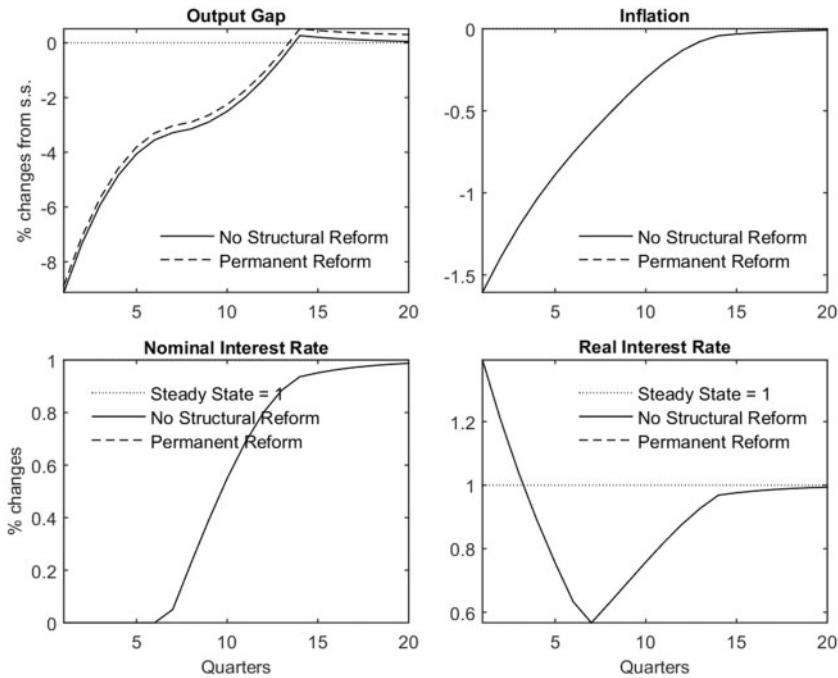 Output Gap
% changes from s.s.
0
-2
-4
-6
-8
No Structural Reform
Permanent Reform
5
10
15
20
Inflation
0
-0.5
-1
-1.5
No Structural Reform
Permanent Reform
5
10
15
20
Nominal Interest Rate
% changes
1
0.8
0.6
0.4
0.2
0
Steady State = 1
No Structural Reform
Permanent Reform
5
10
15
20
Quarters
Real Interest Rate
1.2
1
0.8
0.6
Steady State = 1
No Structural Reform
Permanent Reform
5
10
15
20
Quarters